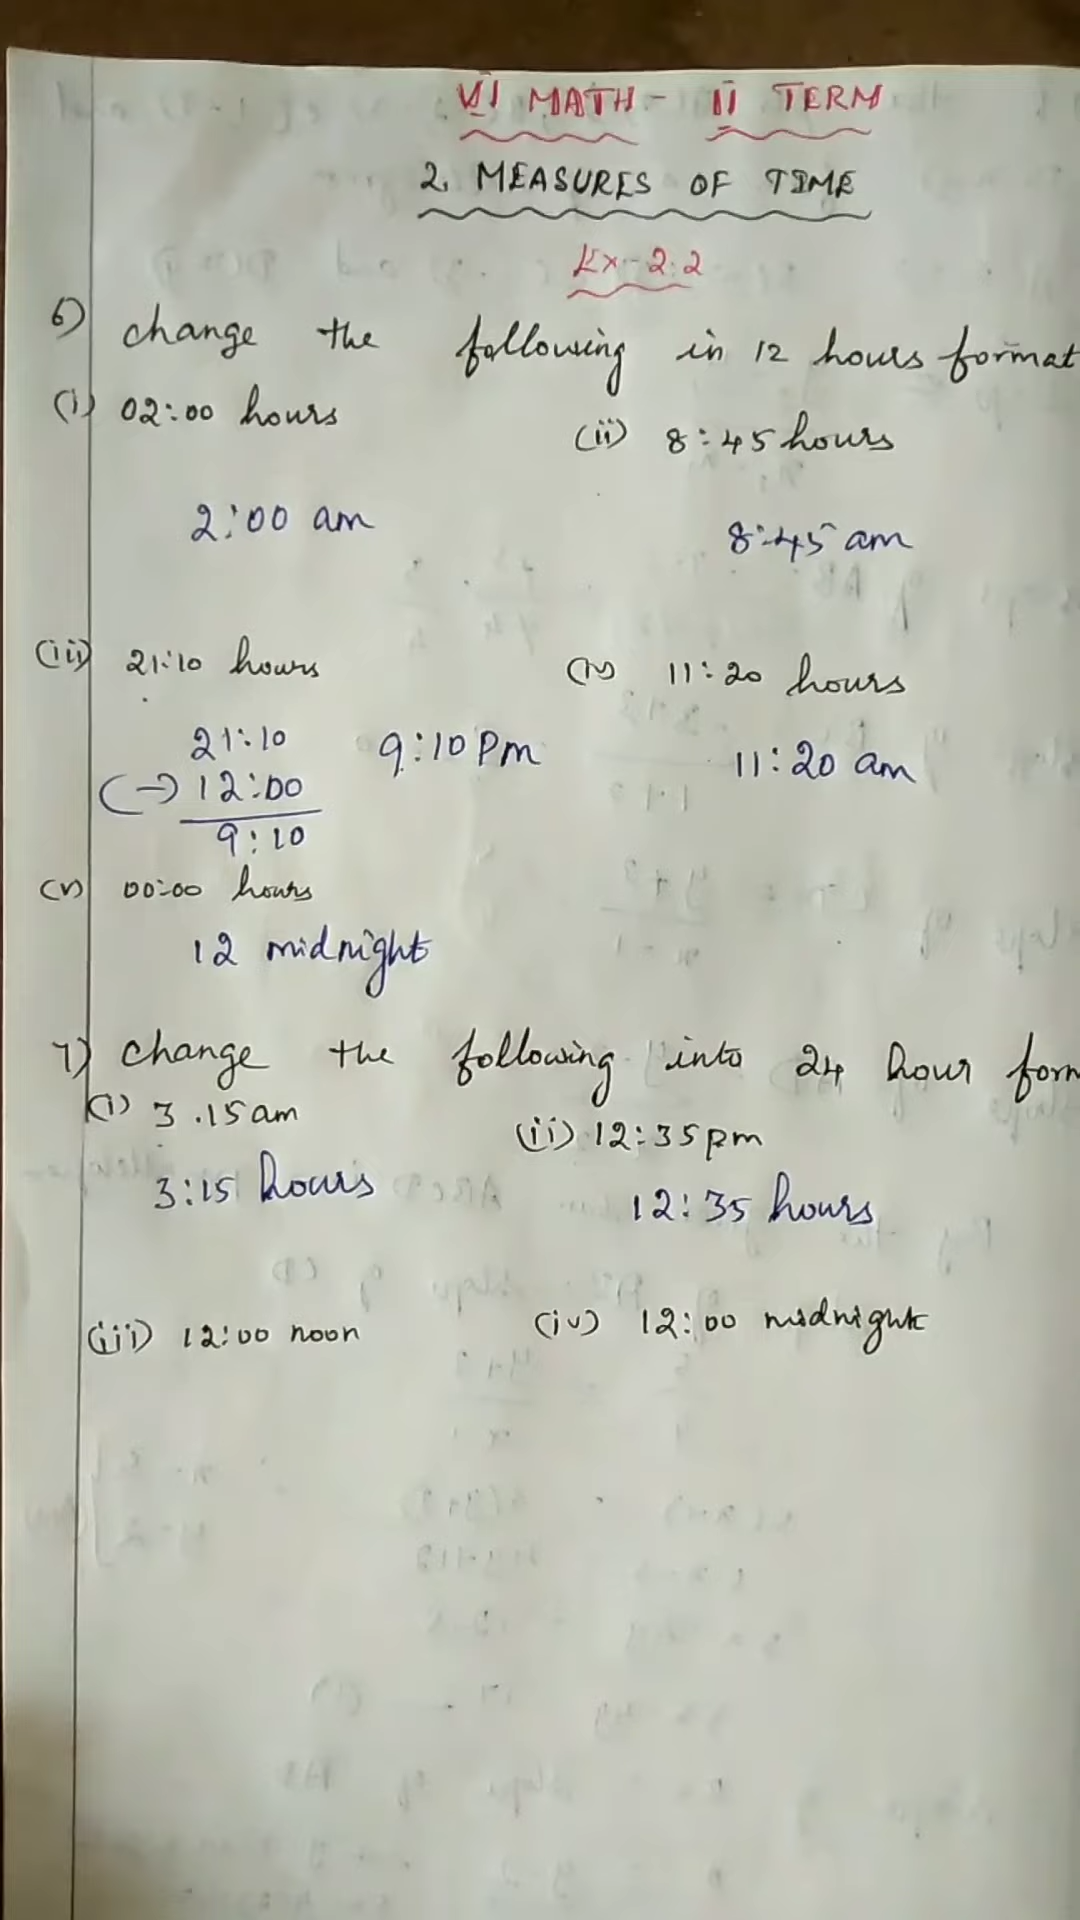 VI MATH - II TERM
2. MEASURES OF TIME
Ex-2.2
6) change the following in 12 hours format
(i) 02:00 hours
(ii) 8:45 hours
2:00 am
8:45 am
(iii) 21:10 hours
(iv) 11:20 hours
21:10
(-) 12:00
9:10
9:10 Pm
11:20 am
(v) 00:00 hours
12 midnight
7) change the following into 24 hour form
(i) 3.15 am
(ii) 12:35 pm
3:15 hours
12:35 hours
(iii) 12:00 noon
(iv) 12:00 midnight